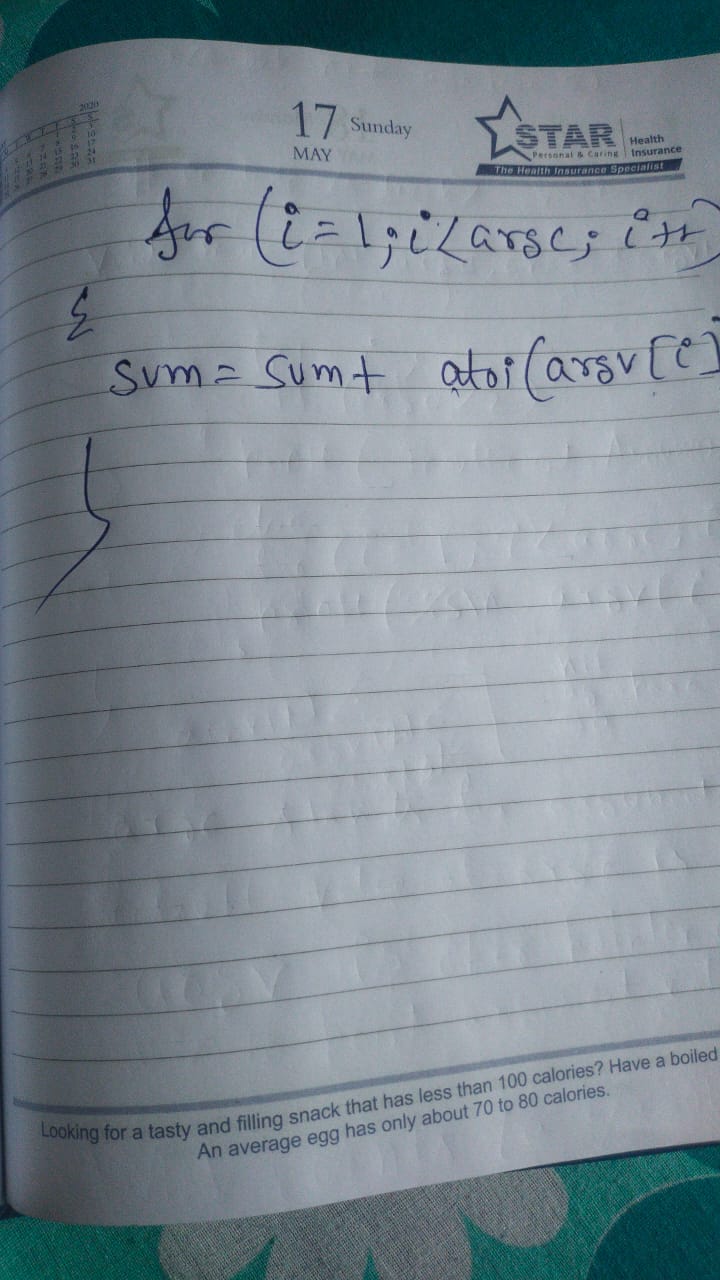 2020
17 Sunday
MAY
STAR Health
Personal & Caring Insurance
The Health Insurance Specialist
for (i=1;i<argc; i++)
{
sum = sum+ atoi(argv[i]
}
Looking for a tasty and filling snack that has less than 100 calories? Have a boiled
An average egg has only about 70 to 80 calories.